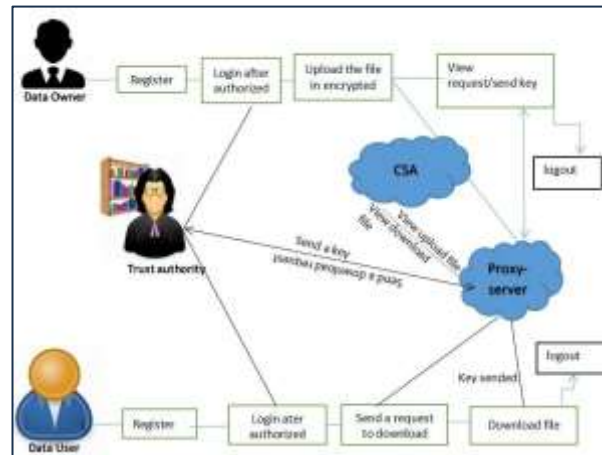 Data Owner
Register
Login after
authorized
Upload the file
in encrypted
View
request/send key
logout
CSA
View upload file
View download
file
Trust authority
Send a key
Send a download request
Proxy-
server
Key sended
logout
Data User
Register
Login ater
authorized
Send a request
to download
Download file